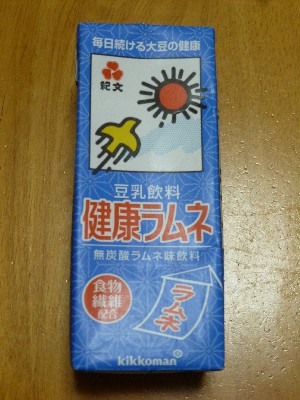 毎日続ける大豆の健康
紀文
豆乳飲料
健康ラムネ
無炭酸ラムネ味飲料
食物
繊維
配合
ラムネ
kikkoman®